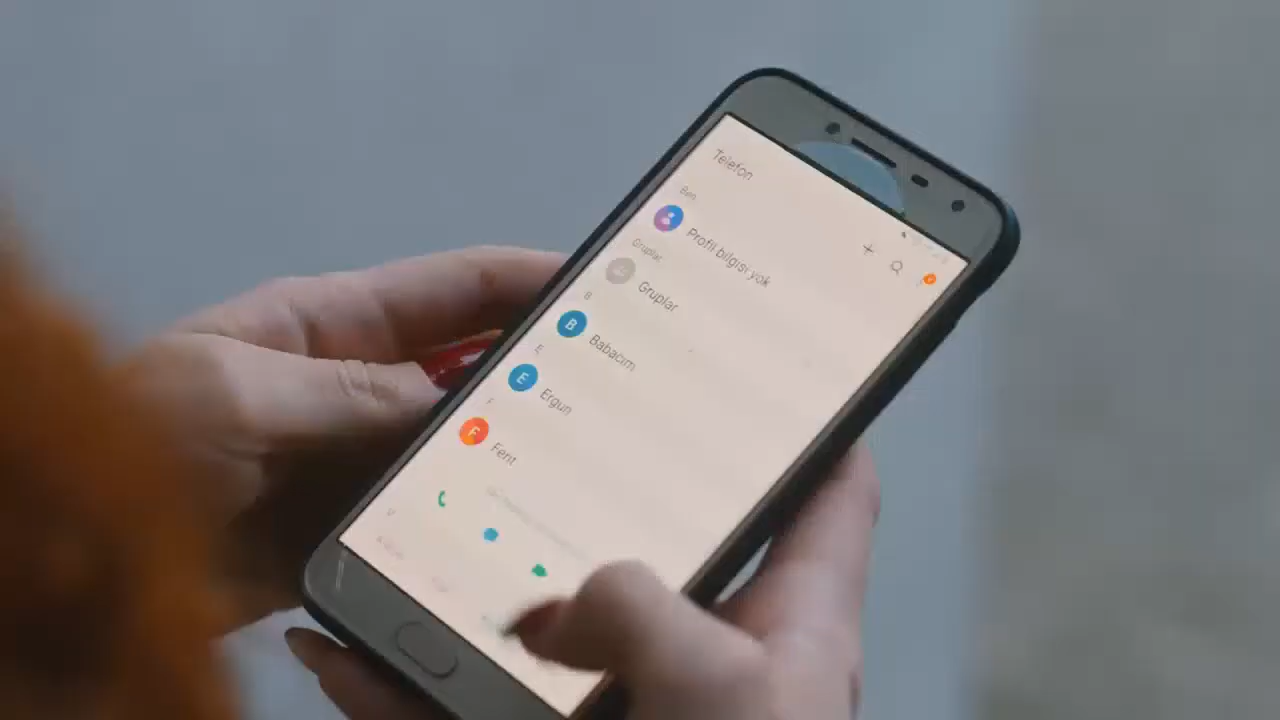 Telefon
Ben
Profil bilgisi yok
Gruplar
Gruplar
B
B Babacım
E
E Ergun
F
F Ferit